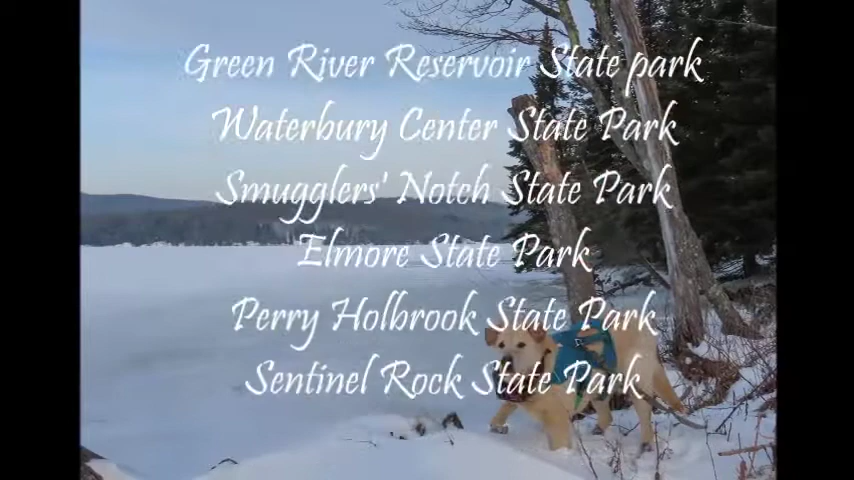 Green River Reservoir State park
Waterbury Center State Park
Smugglers' Notch State Park
Elmore State Park
Perry Holbrook State Park
Sentinel Rock State Park